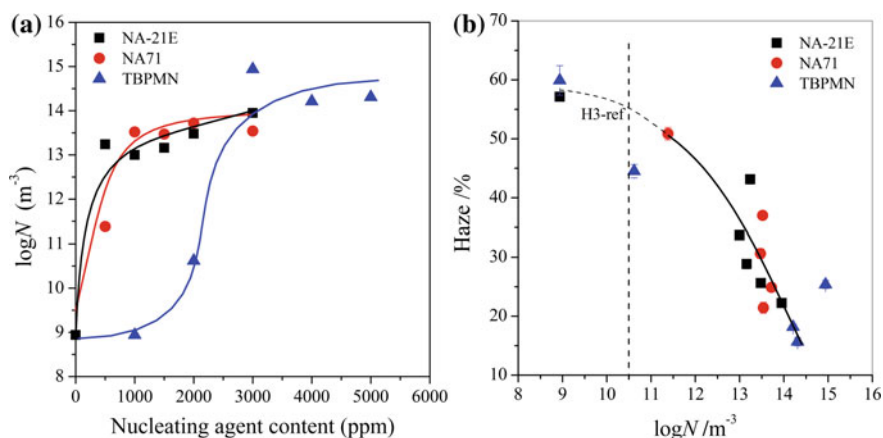 (a)
NA-21E
NA71
TBPMN
16
15
14
13
12
11
10
9
8
logN (m⁻³)
0 1000 2000 3000 4000 5000 6000
Nucleating agent content (ppm)
(b)
NA-21E
NA71
TBPMN
H3-ref
80
70
60
50
40
30
20
10
Haze /%
8 9 10 11 12 13 14 15 16
logN /m⁻³